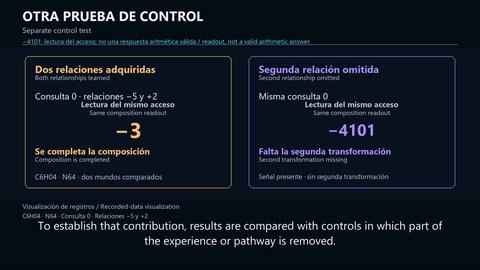 OTRA PRUEBA DE CONTROL
Separate control test
−4101: lectura del acceso; no una respuesta aritmética válida / readout, not a valid arithmetic answer
Dos relaciones adquiridas
Both relationships learned
Consulta 0 · relaciones −5 y +2
Lectura del mismo acceso
Same composition readout
−3
Se completa la composición
Composition is completed
C6H04 · N64 · dos mundos comparados
Segunda relación omitida
Second relationship omitted
Misma consulta 0
Lectura del mismo acceso
Same composition readout
−4101
Falta la segunda transformación
Second transformation missing
Señal presente · sin segunda transformación
Visualización de registros / Recorded-data visualization
C6H04 · N64 · Consulta 0 · Relaciones −5 y +2
To establish that contribution, results are compared with controls in which part of
the experience or pathway is removed.